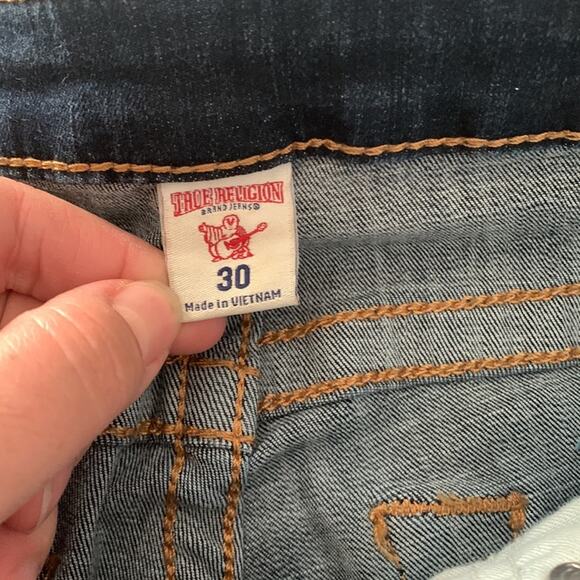 TRUE RELIGION
BRAND JEANS®
30
Made in VIETNAM